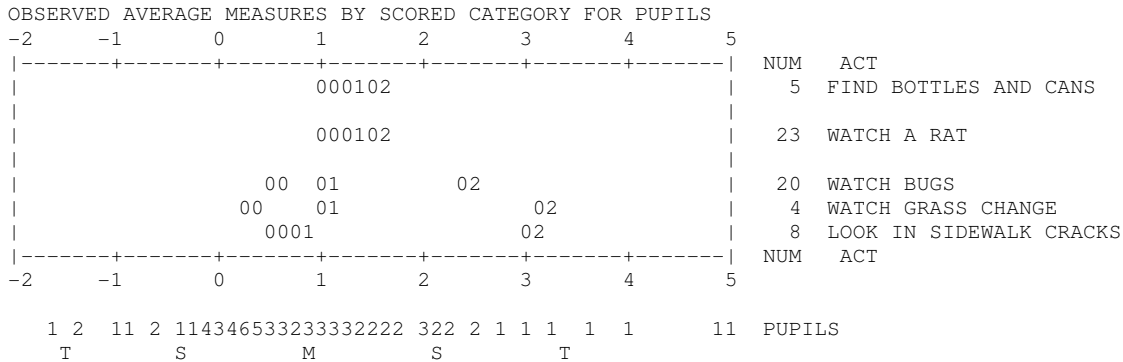 OBSERVED AVERAGE MEASURES BY SCORED CATEGORY FOR PUPILS
-2      -1       0       1       2       3       4       5
|-------+-------+-------+-------+-------+-------+-------|  NUM   ACT
|                       000102                          |    5  FIND BOTTLES AND CANS
|                                                       |
|                       000102                          |   23  WATCH A RAT
|                                                       |
|                   00  01         02                   |   20  WATCH BUGS
|                 00    01               02             |    4  WATCH GRASS CHANGE
|                   0001                02              |    8  LOOK IN SIDEWALK CRACKS
|-------+-------+-------+-------+-------+-------+-------|  NUM   ACT
-2      -1       0       1       2       3       4       5
1 2  11 2 114346533233332222 322 2 1 1 1  1  1      11  PUPILS
T       S         M         S         T